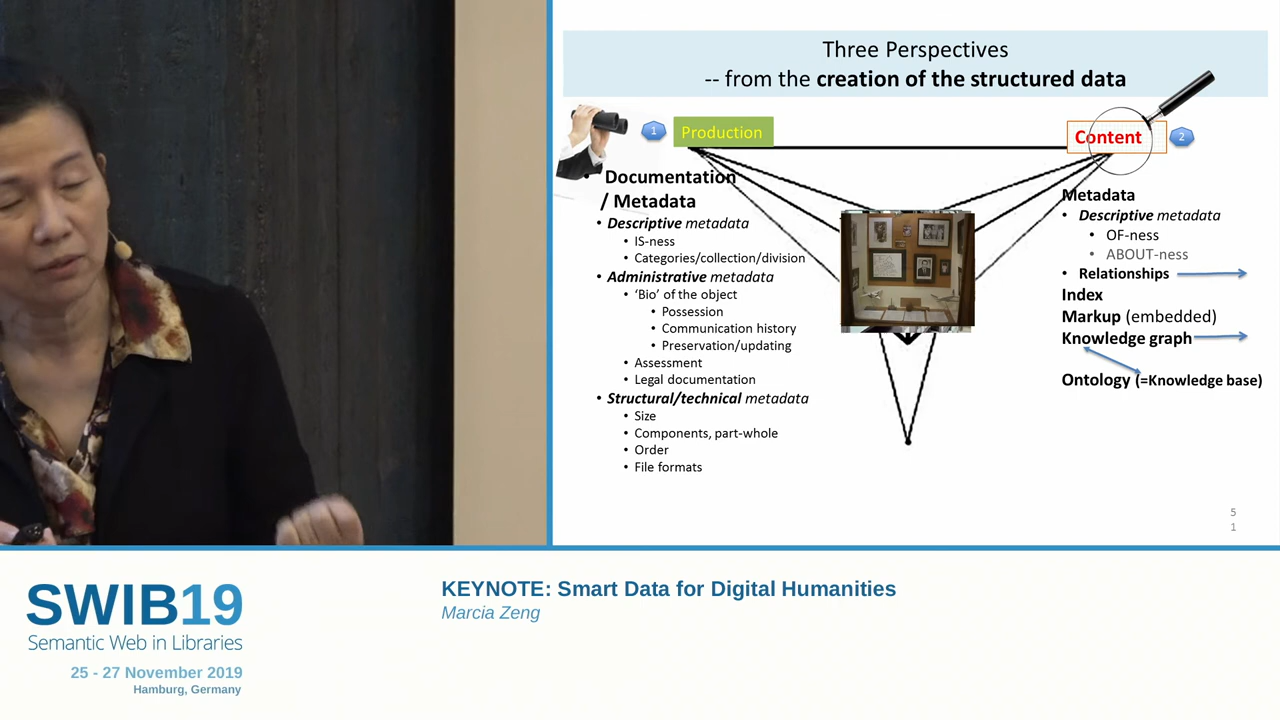 Three Perspectives
-- from the creation of the structured data
1
Production
Content
2
• Documentation
/ Metadata
• Descriptive metadata
• IS-ness
• Categories/collection/division
• Administrative metadata
• ‘Bio’ of the object
• Possession
• Communication history
• Preservation/updating
• Assessment
• Legal documentation
• Structural/technical metadata
• Size
• Components, part-whole
• Order
• File formats
Metadata
• Descriptive metadata
• OF-ness
• ABOUT-ness
• Relationships
Index
Markup (embedded)
Knowledge graph
Ontology (=Knowledge base)
5
1
SWIB19
Semantic Web in Libraries
25 - 27 November 2019
Hamburg, Germany
KEYNOTE: Smart Data for Digital Humanities
Marcia Zeng